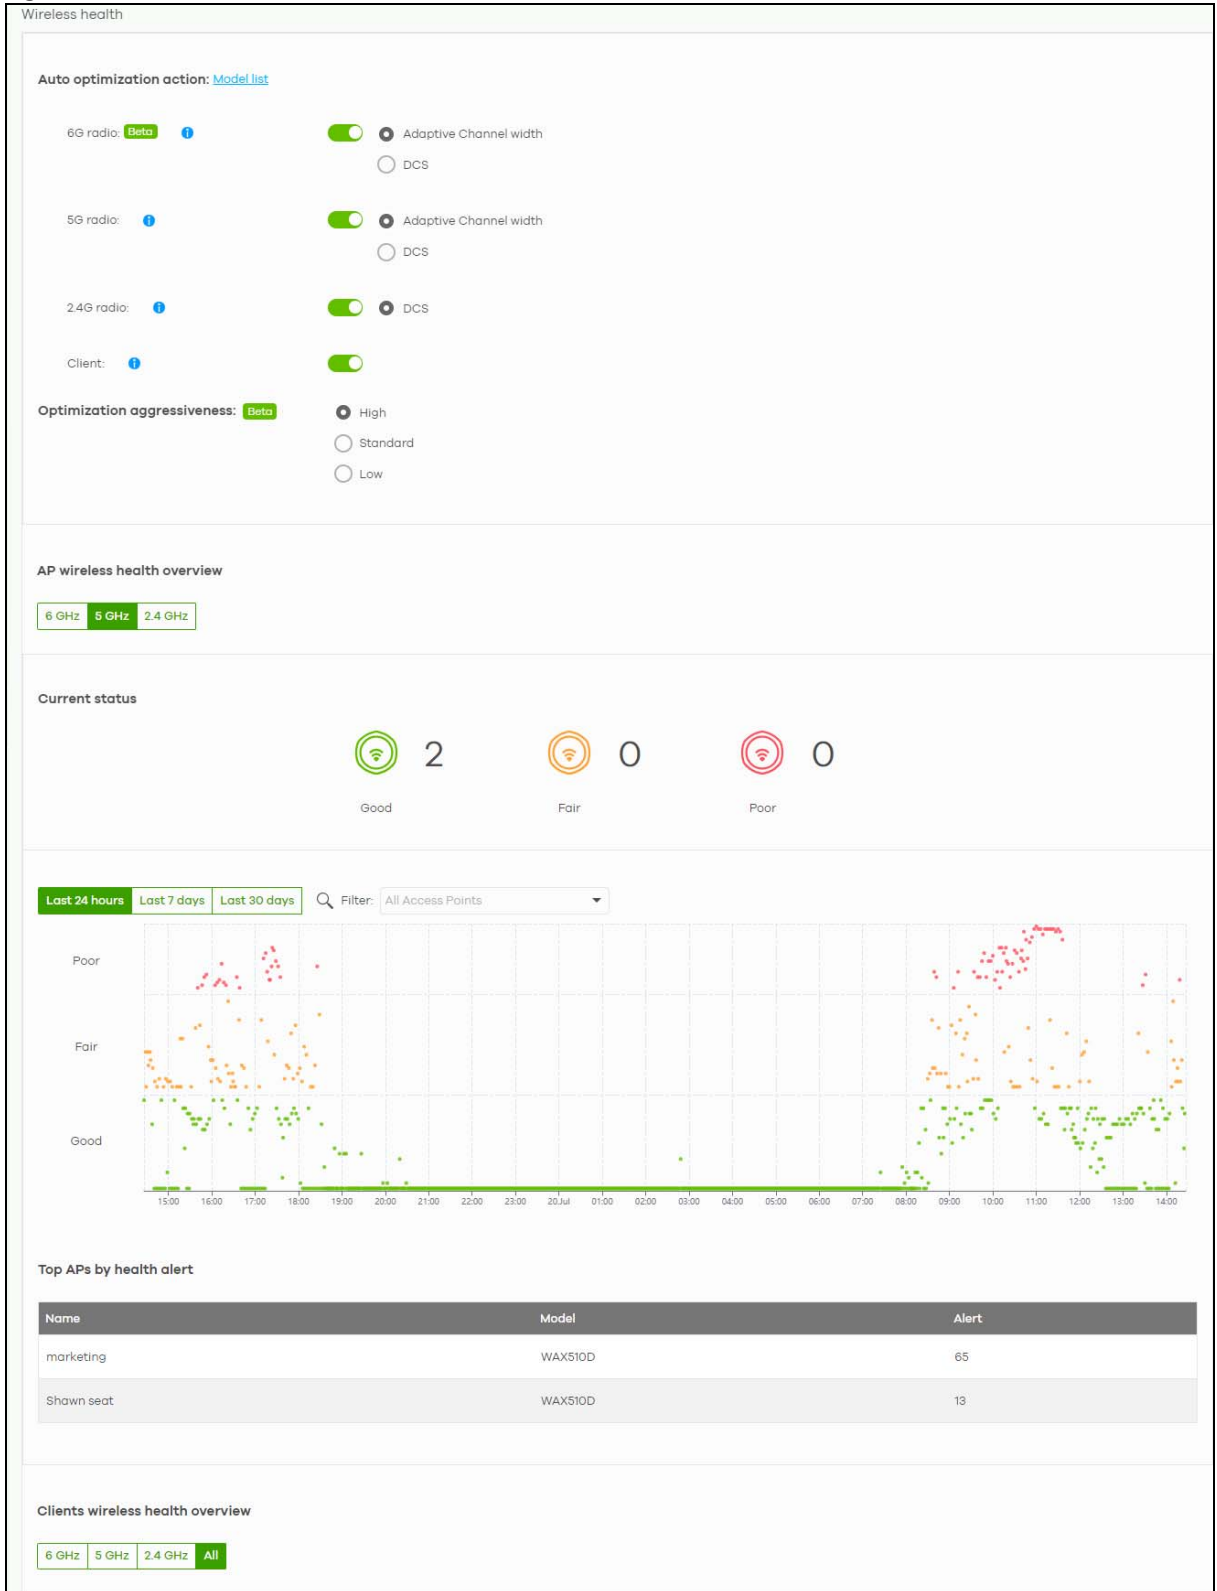 Wireless health
Auto optimization action: Model list
6G radio: Beta
Adaptive Channel width
DCS
5G radio:
Adaptive Channel width
DCS
2.4G radio:
DCS
Client:
Optimization aggressiveness: Beta
High
Standard
Low
AP wireless health overview
6 GHz 5 GHz 2.4 GHz
Current status
2 0 0
Good Fair Poor
Last 24 hours Last 7 days Last 30 days Filter: All Access Points
Poor
Fair
Good
15:00 16:00 17:00 18:00 19:00 20:00 21:00 22:00 23:00 20.Jul 01:00 02:00 03:00 04:00 05:00 06:00 07:00 08:00 09:00 10:00 11:00 12:00 13:00 14:00
Top APs by health alert
Name Model Alert
marketing WAX510D 65
Shawn seat WAX510D 13
Clients wireless health overview
6 GHz 5 GHz 2.4 GHz All